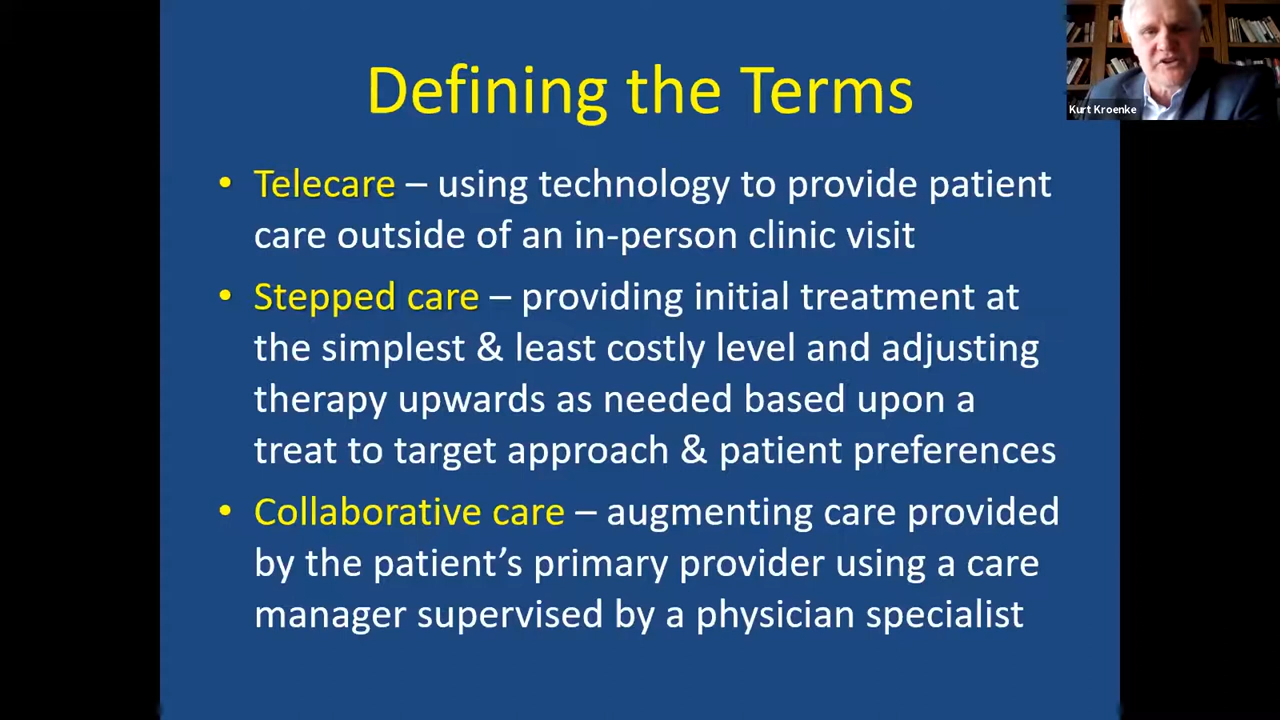 Defining the Terms
Kurt Kroenke
• Telecare – using technology to provide patient
care outside of an in-person clinic visit
• Stepped care – providing initial treatment at
the simplest & least costly level and adjusting
therapy upwards as needed based upon a
treat to target approach & patient preferences
• Collaborative care – augmenting care provided
by the patient’s primary provider using a care
manager supervised by a physician specialist